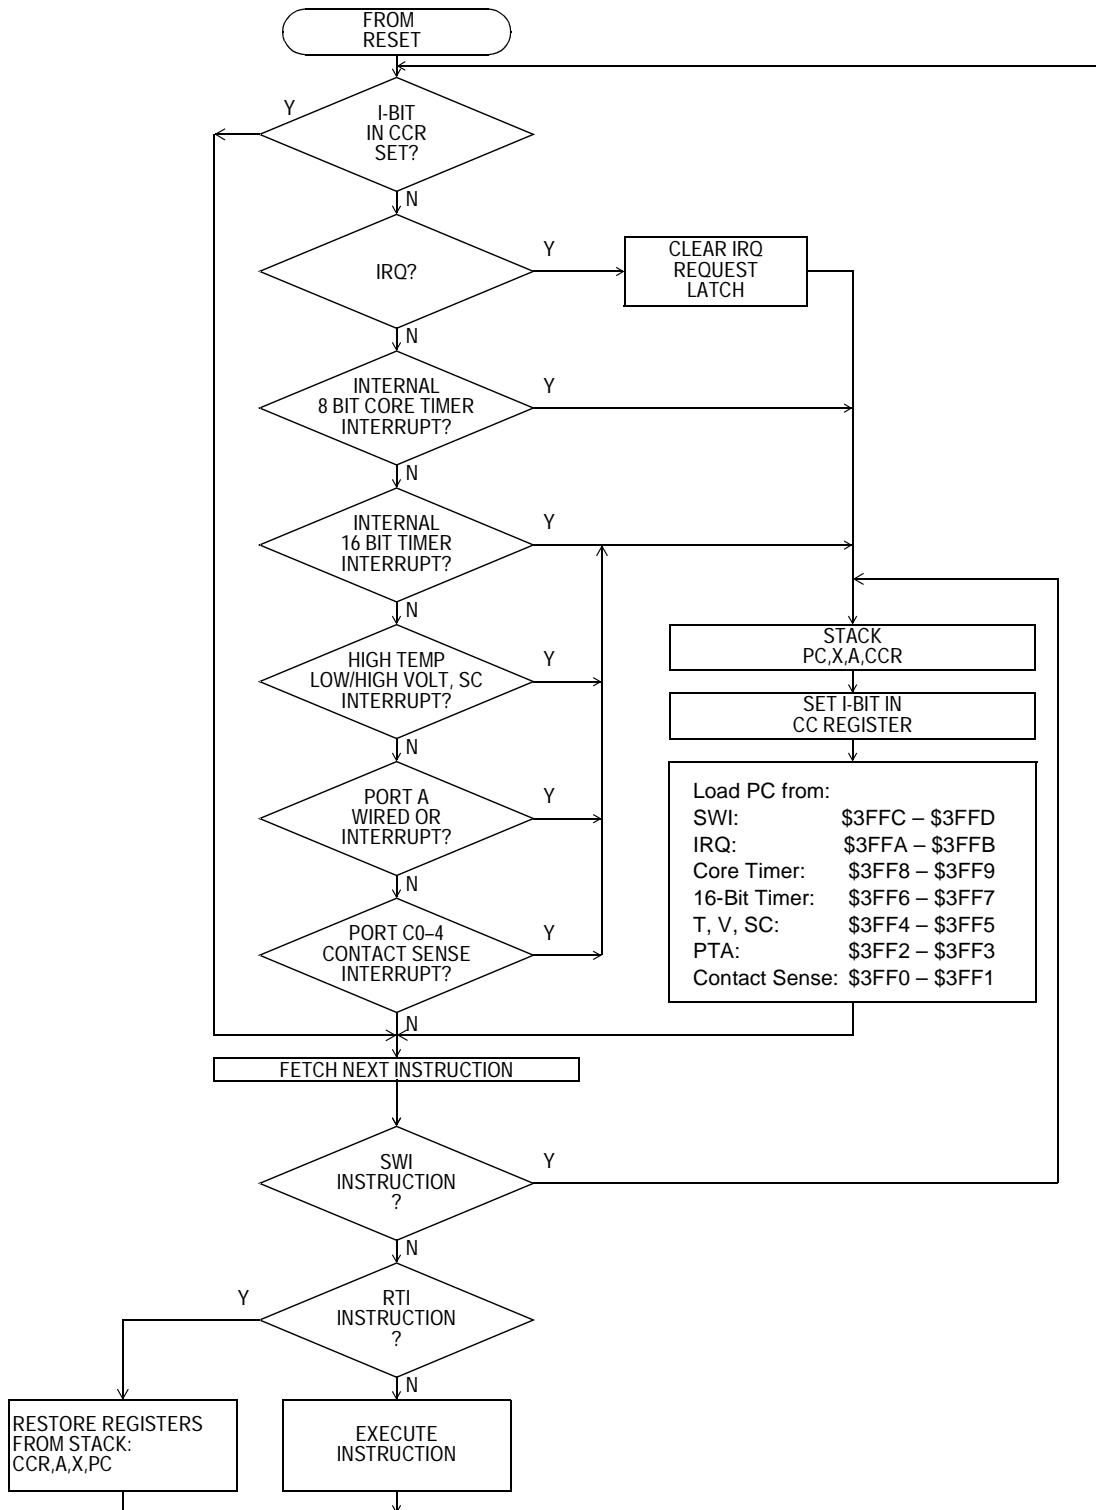 FROM
RESET
Y
I-BIT
IN CCR
SET?
N
IRQ?
Y
CLEAR IRQ
REQUEST
LATCH
N
INTERNAL
8 BIT CORE TIMER
INTERRUPT?
Y
N
INTERNAL
16 BIT TIMER
INTERRUPT?
Y
N
HIGH TEMP
LOW/HIGH VOLT, SC
INTERRUPT?
Y
STACK
PC,X,A,CCR
SET I-BIT IN
CC REGISTER
N
PORT A
WIRED OR
INTERRUPT?
Y
Load PC from:
SWI: $3FFC – $3FFD
IRQ: $3FFA – $3FFB
Core Timer: $3FF8 – $3FF9
16-Bit Timer: $3FF6 – $3FF7
T, V, SC: $3FF4 – $3FF5
PTA: $3FF2 – $3FF3
Contact Sense: $3FF0 – $3FF1
N
PORT C0–4
CONTACT SENSE
INTERRUPT?
Y
N
FETCH NEXT INSTRUCTION
SWI
INSTRUCTION
?
Y
N
Y
RTI
INSTRUCTION
?
N
RESTORE REGISTERS
FROM STACK:
CCR,A,X,PC
EXECUTE
INSTRUCTION